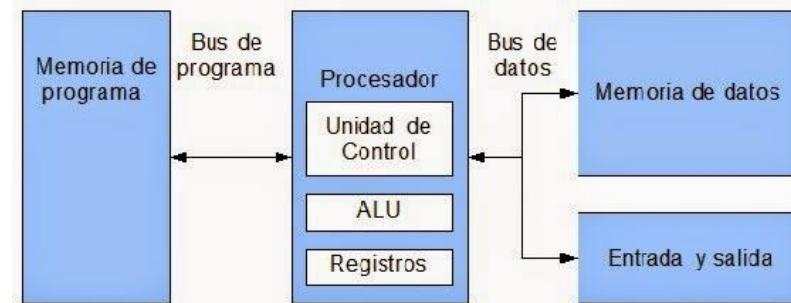 Memoria de
programa
Bus de
programa
Procesador
Unidad de
Control
ALU
Registros
Bus de
datos
Memoria de datos
Entrada y salida